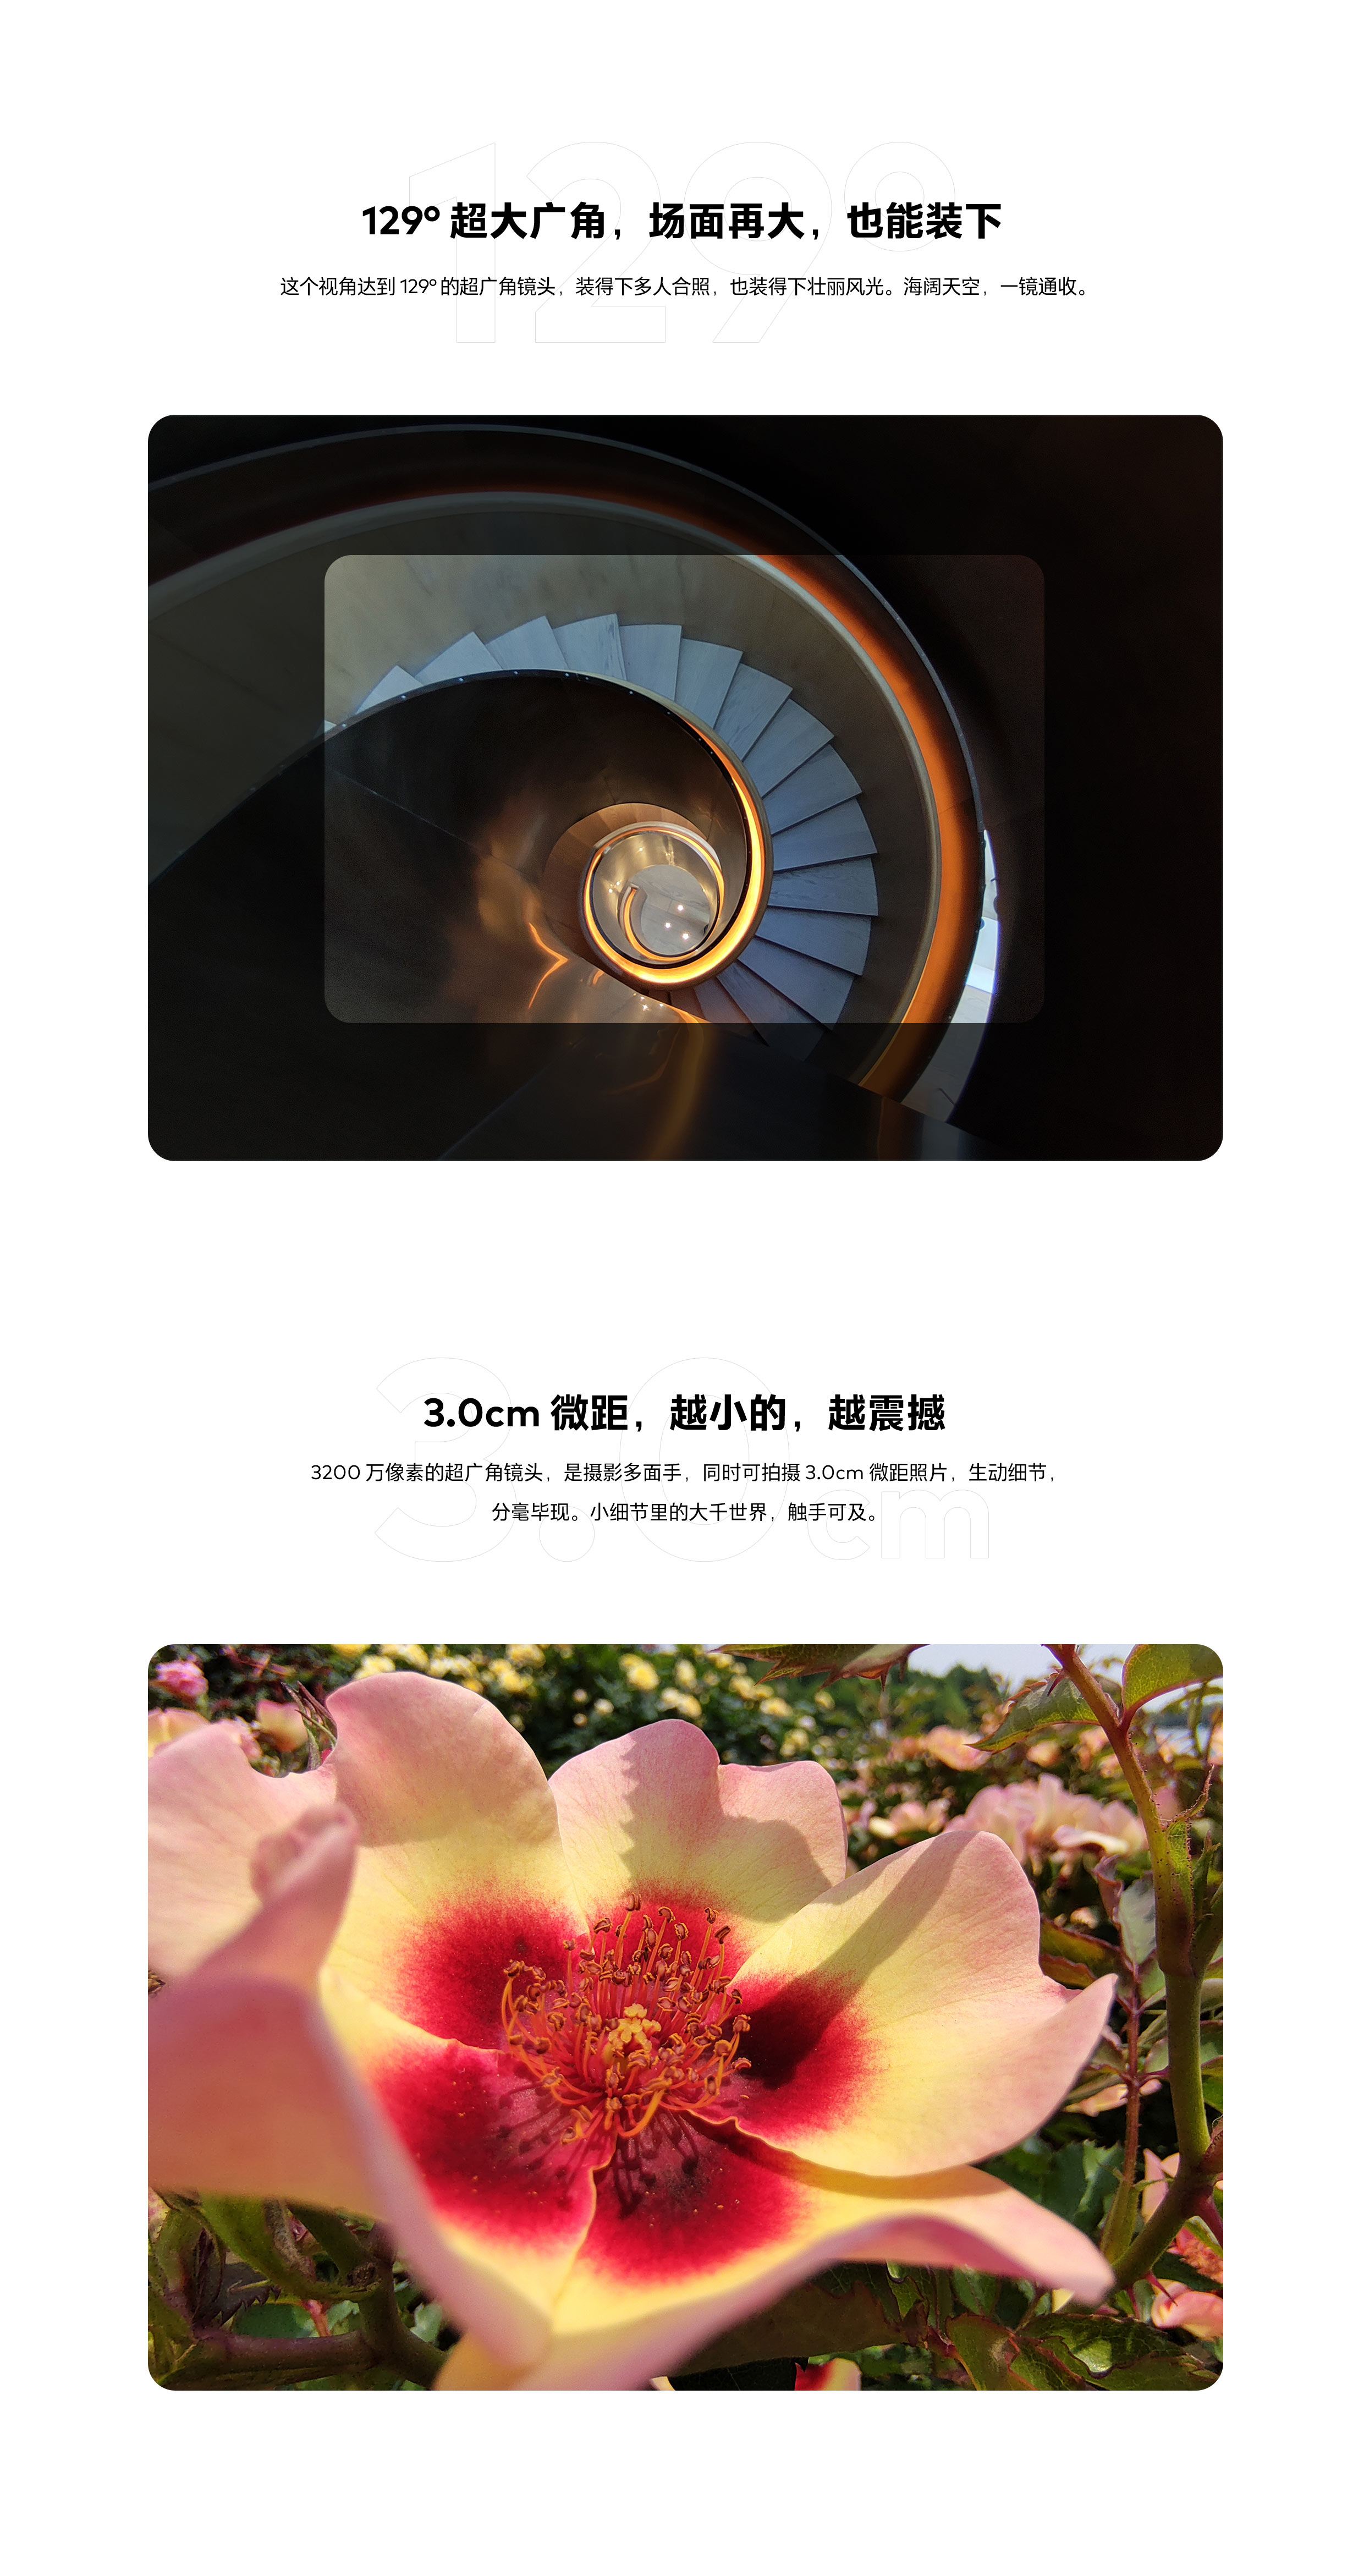 129°
129° 超大广角，场面再大，也能装下
这个视角达到 129° 的超广角镜头，装得下多人合照，也装得下壮丽风光。海阔天空，一镜通收。
3.0cm
3.0cm 微距，越小的，越震撼
3200 万像素的超广角镜头，是摄影多面手，同时可拍摄 3.0cm 微距照片，生动细节，
分毫毕现。小细节里的大千世界，触手可及。